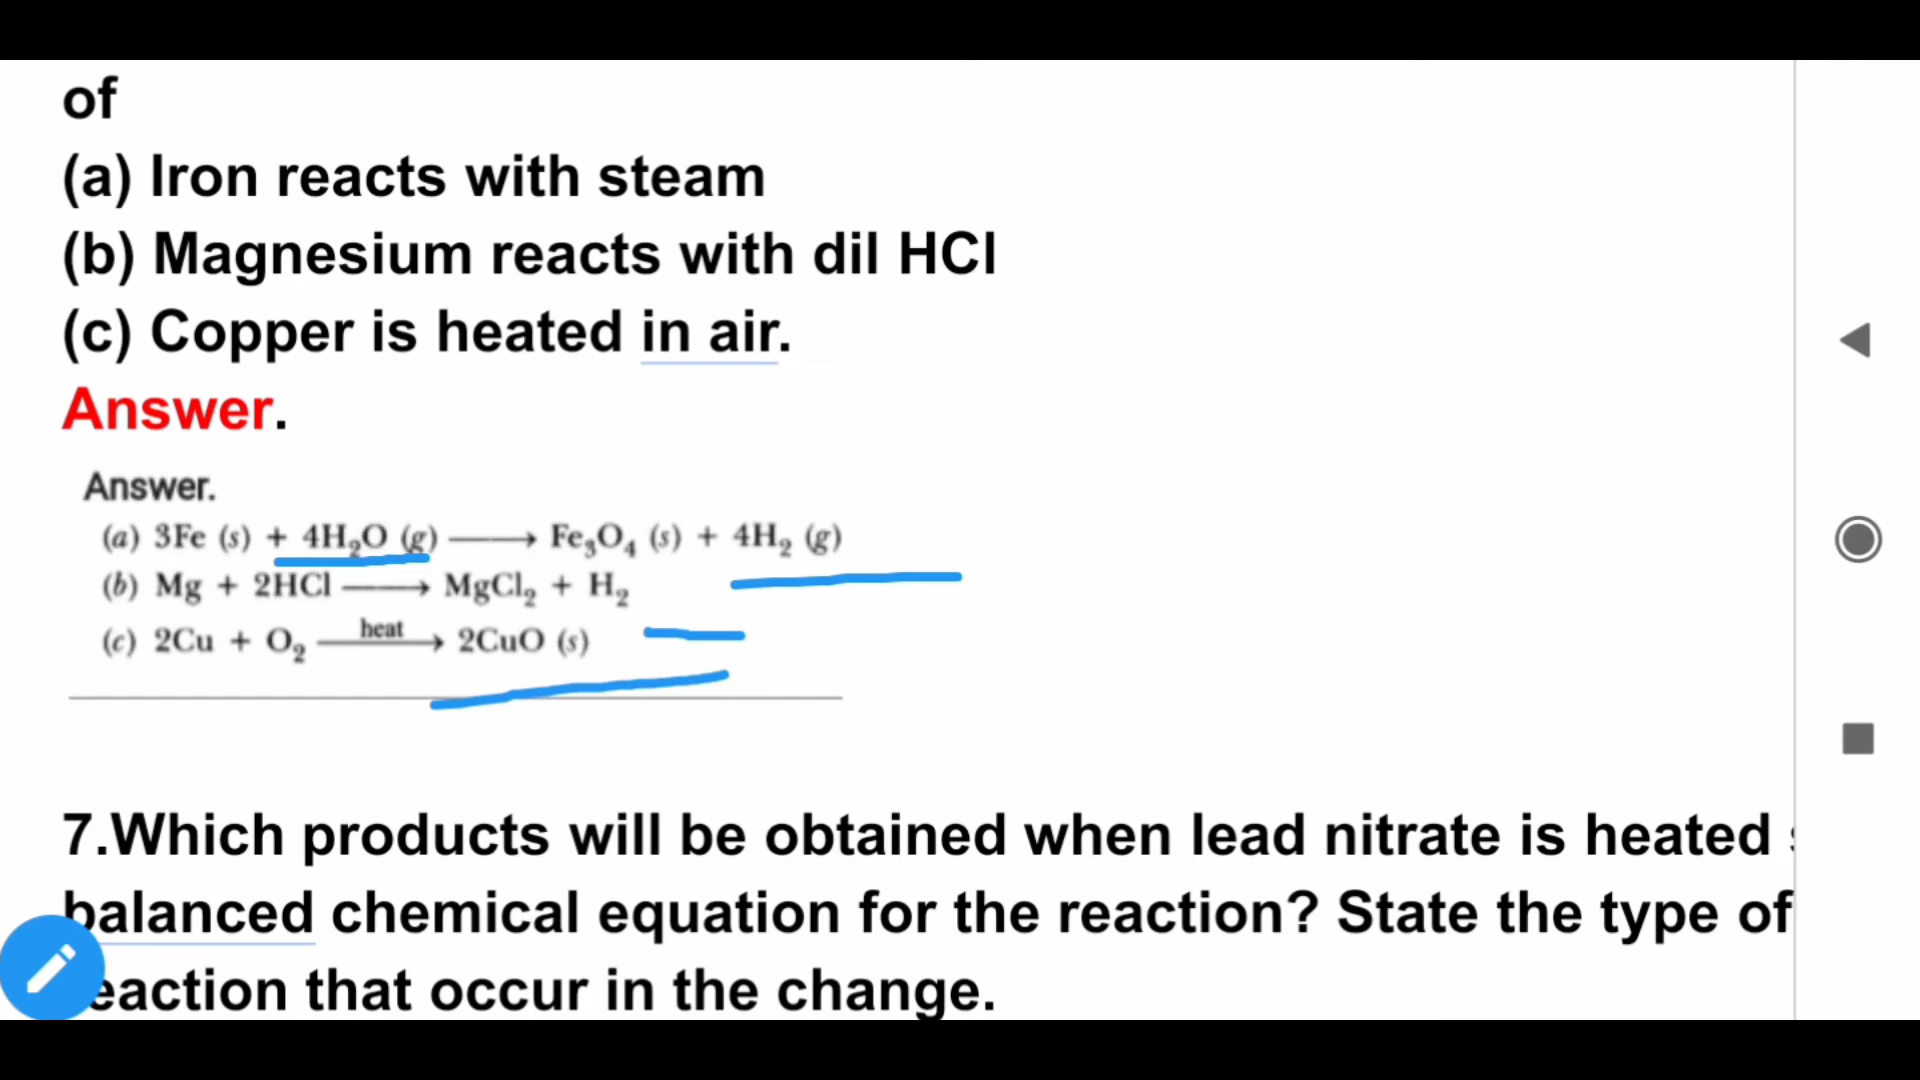 of
(a) Iron reacts with steam
(b) Magnesium reacts with dil HCl
(c) Copper is heated in air.
Answer.
Answer.
(a) 3Fe (s) + 4H₂O (g) ⟶ Fe₃O₄ (s) + 4H₂ (g)
(b) Mg + 2HCl ⟶ MgCl₂ + H₂
(c) 2Cu + O₂ —heat→ 2CuO (s)
7.Which products will be obtained when lead nitrate is heated
balanced chemical equation for the reaction? State the type of
eaction that occur in the change.